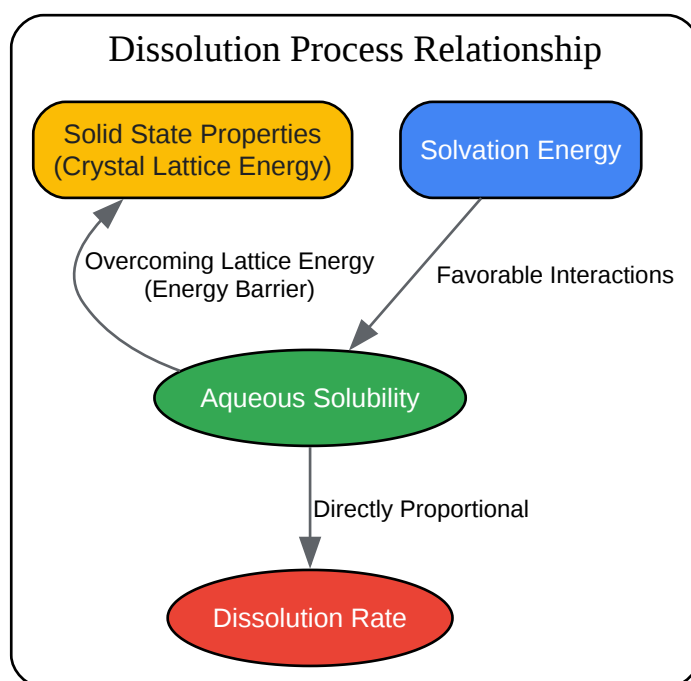 Dissolution Process Relationship
Solid State Properties
(Crystal Lattice Energy)
Solvation Energy
Overcoming Lattice Energy
(Energy Barrier)
Favorable Interactions
Aqueous Solubility
Directly Proportional
Dissolution Rate